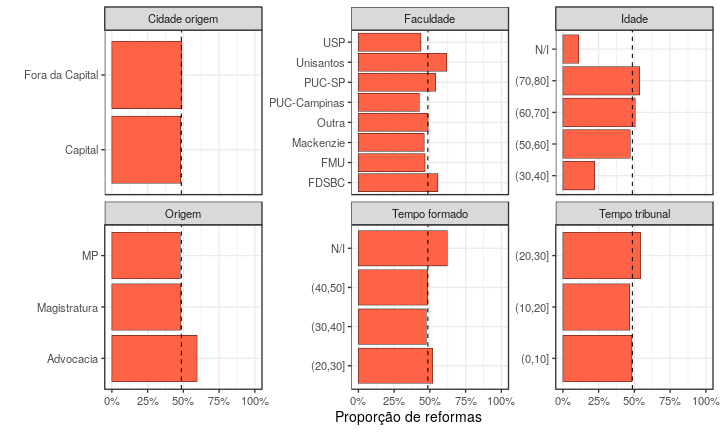 Cidade origem
Fora da Capital
Capital
Faculdade
USP
Unisantos
PUC-SP
PUC-Campinas
Outra
Mackenzie
FMU
FDSBC
Idade
N/I
(70,80]
(60,70]
(50,60]
(30,40]
Origem
MP
Magistratura
Advocacia
0% 25% 50% 75% 100%
Tempo formado
N/I
(40,50]
(30,40]
(20,30]
0% 25% 50% 75% 100%
Tempo tribunal
(20,30]
(10,20]
(0,10]
0% 25% 50% 75% 100%
Proporção de reformas